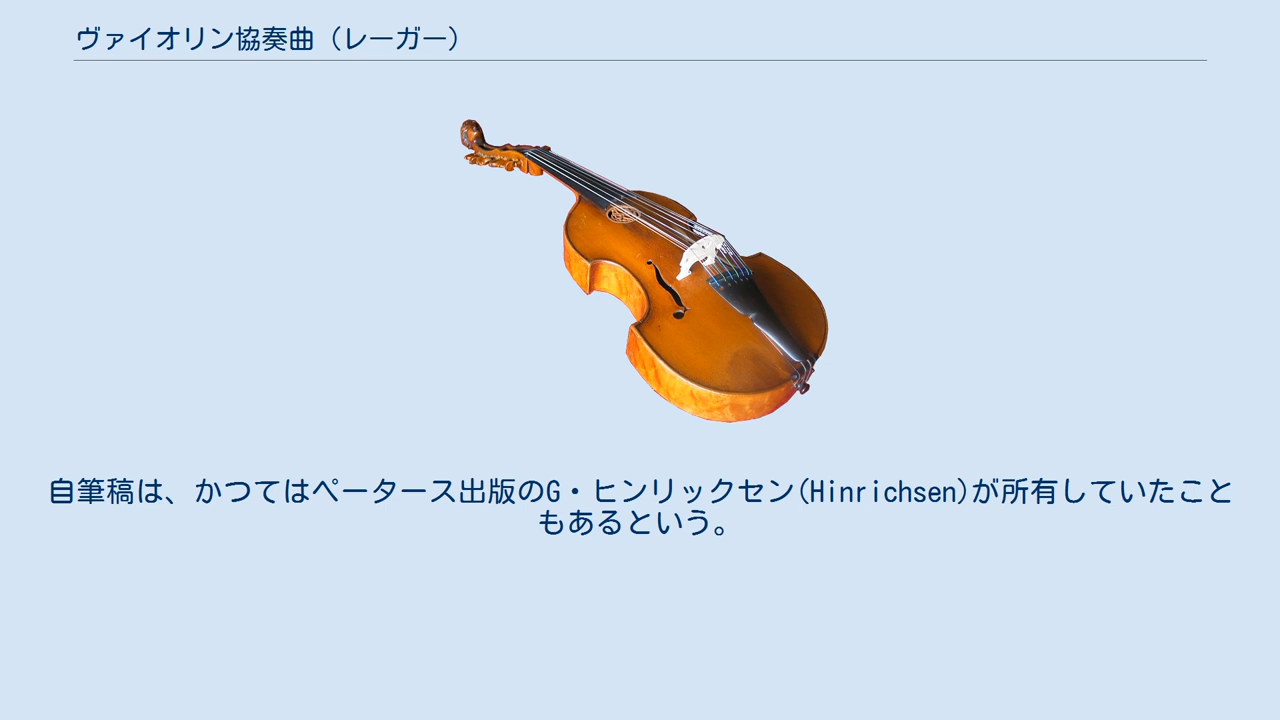 ヴァイオリン協奏曲（レーガー）
自筆稿は、かつてはペータース出版のG・ヒンリックセン(Hinrichsen)が所有していたこと
もあるという。